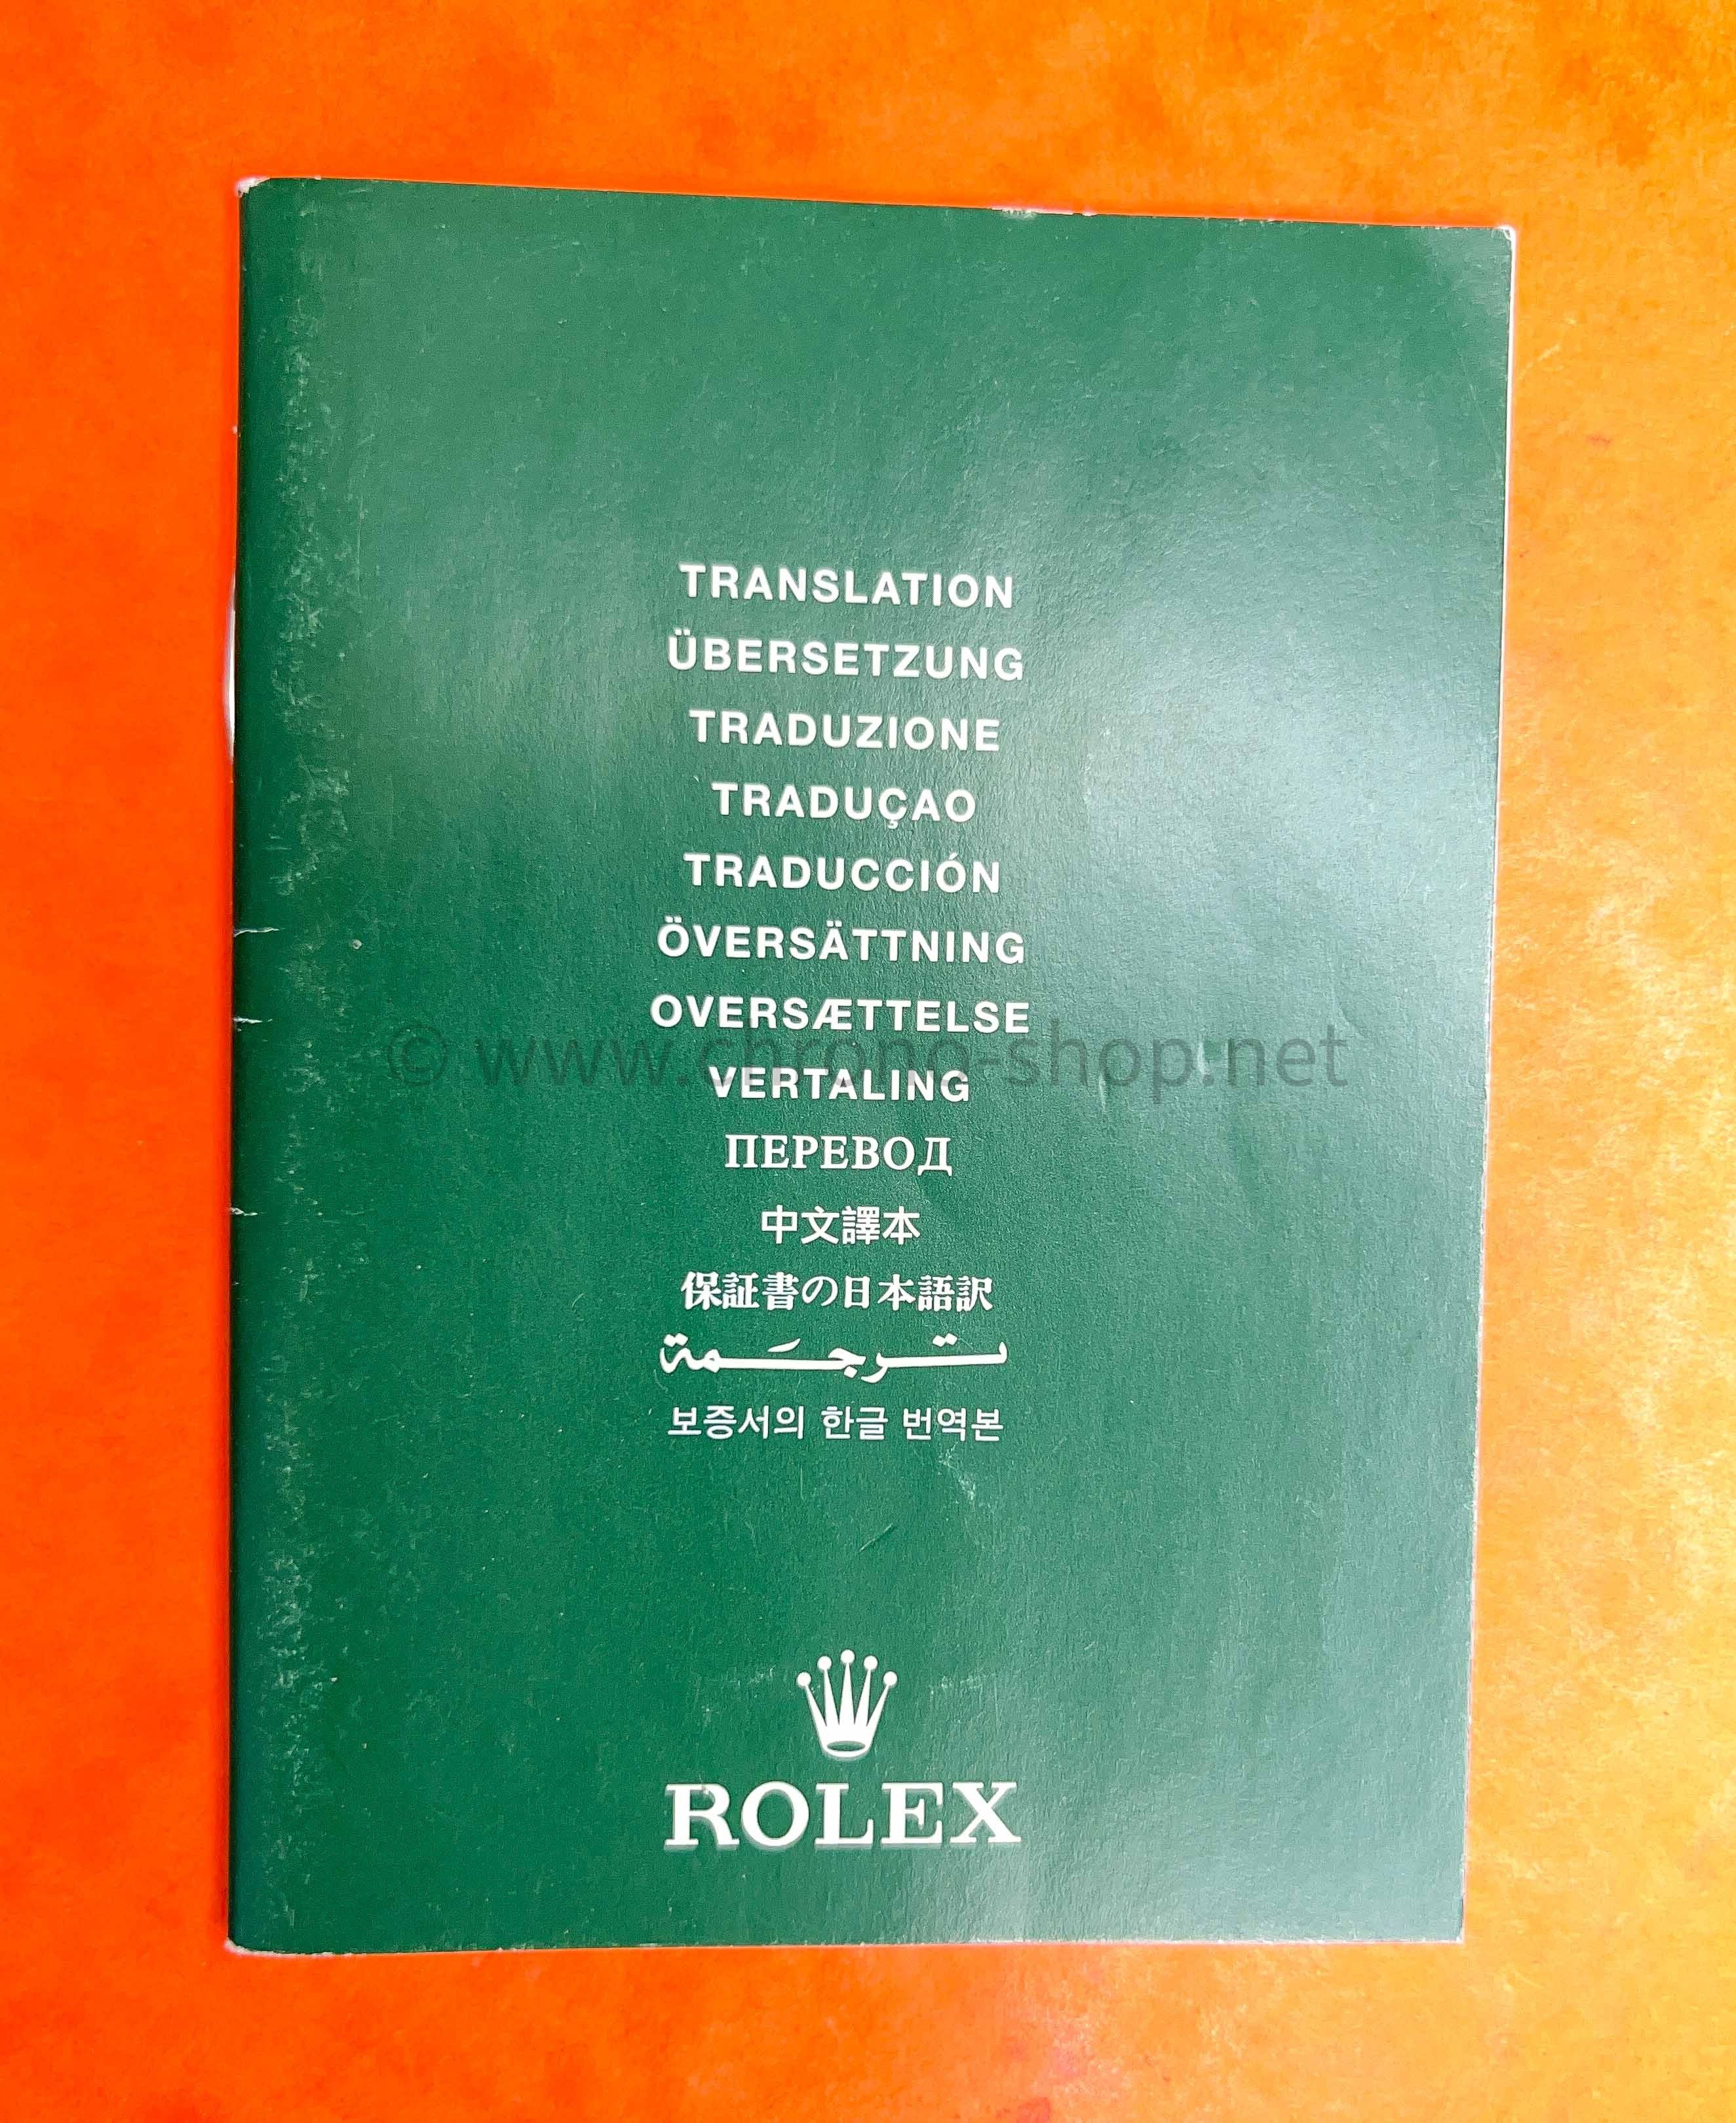 TRANSLATION
ÜBERSETZUNG
TRADUZIONE
TRADUÇAO
TRADUCCIÓN
ÖVERSÄTTNING
OVERSÆTTELSE
© www.chrono-shop.net
VERTALING
ПЕРЕВОД
中文譯本
保証書の日本語訳
ترجمة
보증서의 한글 번역본
ROLEX